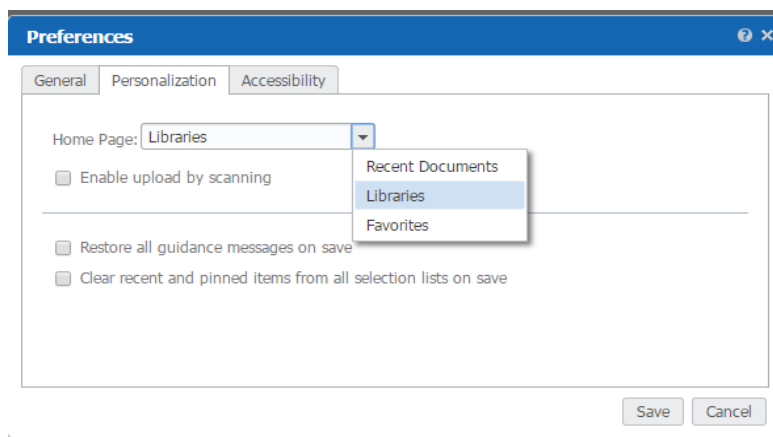 Preferences
General Personalization Accessibility
Home Page: Libraries
Recent Documents
Enable upload by scanning
Libraries
Favorites
Restore all guidance messages on save
Clear recent and pinned items from all selection lists on save
Save Cancel